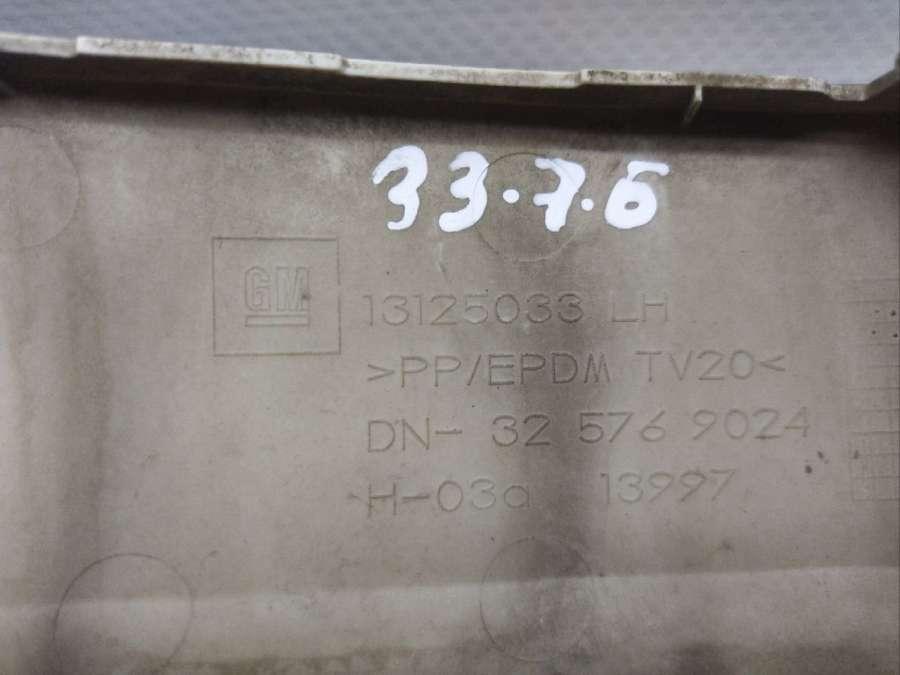 33.7.6
GM
13125033 LH
>PP/EPDM TV20<
DN- 32 576 9024
H-03a 13997